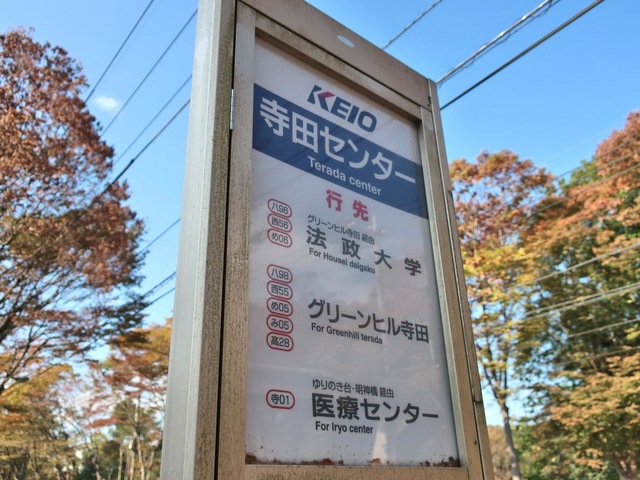 KEIO
寺田センター
Terada center
行先
八96
西56
め06
グリーンヒル寺田 経由
法政大学
For Housei daigaku
八98
西55
め05
み05
高28
グリーンヒル寺田
For Greenhill terada
寺01
ゆりのき台・明神橋 経由
医療センター
For Iryo center